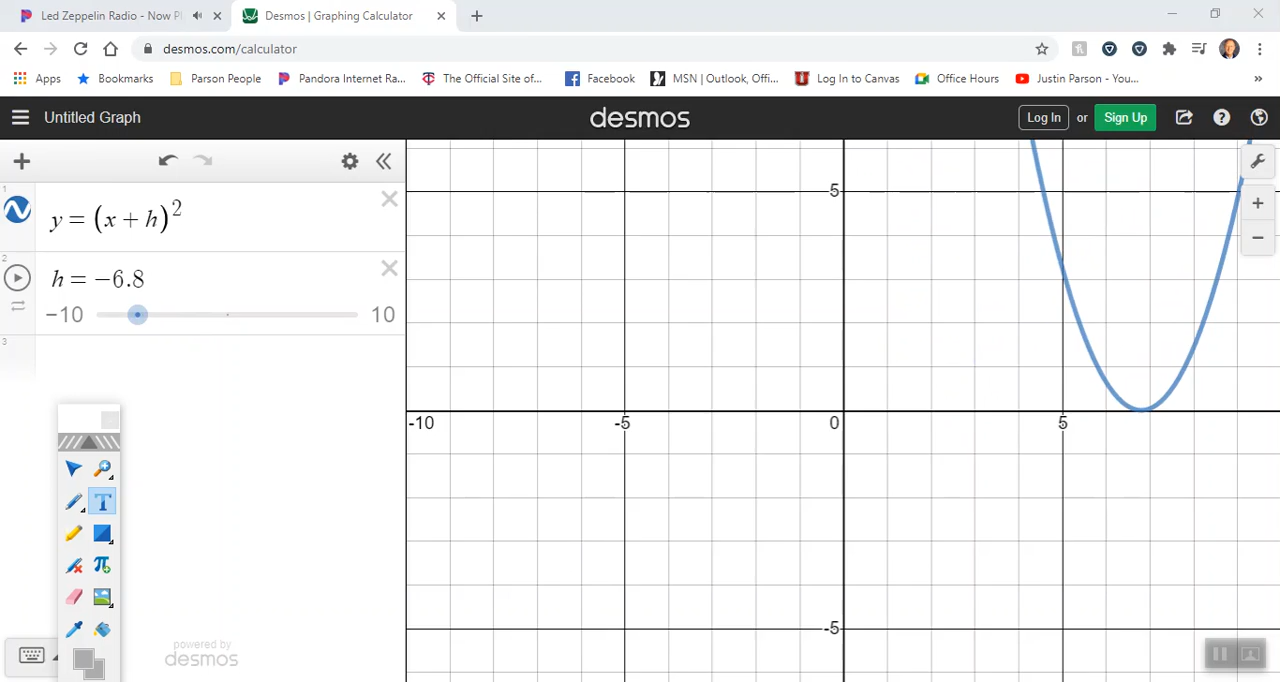 Led Zeppelin Radio - Now Pl
Desmos | Graphing Calculator
desmos.com/calculator
Apps
Bookmarks
Parson People
Pandora Internet Ra...
The Official Site of...
Facebook
MSN | Outlook, Offi...
Log In to Canvas
Office Hours
Justin Parson - You...
»
Untitled Graph
desmos
Log In or Sign Up
1
y = (x + h)²
2
h = −6.8
−10 10
3
powered by
desmos
5
-10 -5 0 5
-5